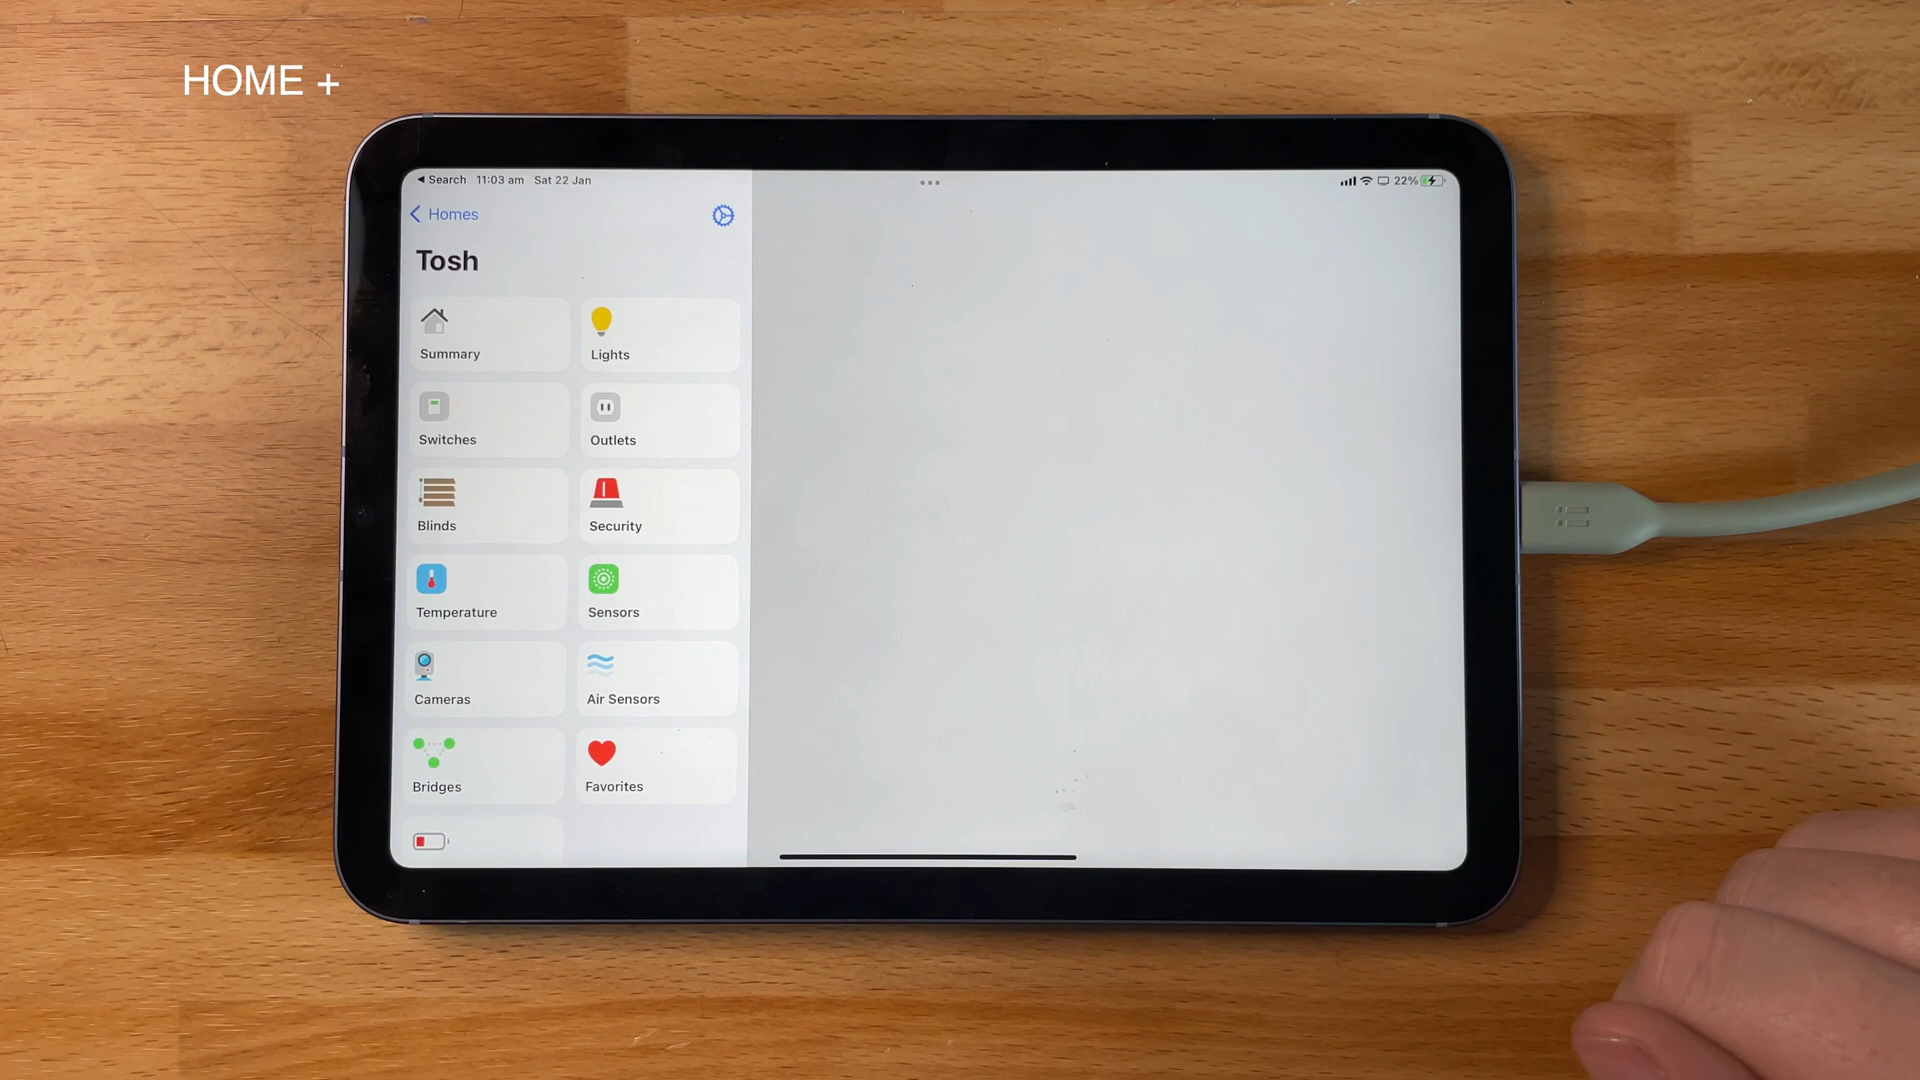 HOME +
Search 11:03 am Sat 22 Jan
22%
Homes
Tosh
Summary
Lights
Switches
Outlets
Blinds
Security
Temperature
Sensors
Cameras
Air Sensors
Bridges
Favorites